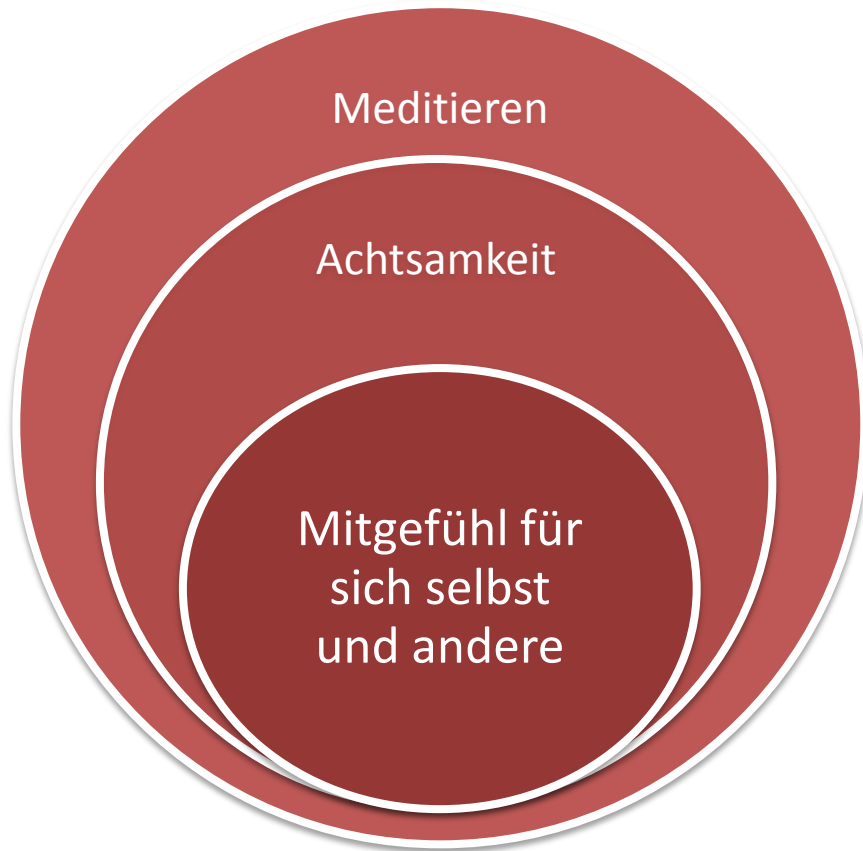 Meditieren
Achtsamkeit
Mitgefühl für
sich selbst
und andere